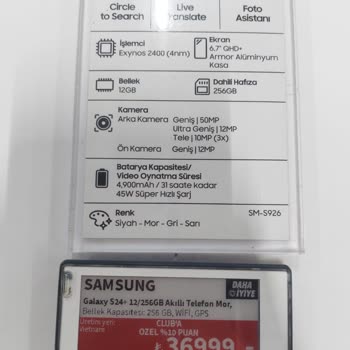 Circle
to Search
Live
Translate
Foto
Asistanı
İşlemci
Exynos 2400 (4nm)
Ekran
6.7" QHD+
Armor Alüminyum
Kasa
Bellek
12GB
Dahili Hafıza
256GB
Kamera
Arka Kamera Geniş | 50MP
Ultra Geniş | 12MP
Tele | 10MP (3x)
Ön Kamera Geniş | 12MP
Batarya Kapasitesi/
Video Oynatma Süresi
4,900mAh / 31 saate kadar
45W Süper Hızlı Şarj
Renk
Siyah - Mor - Gri - Sarı
SM-S926
SAMSUNG
DAHA
İYİYE
Galaxy S24+ 12/256GB Akıllı Telefon Mor,
Bellek Kapasitesi: 256 GB, WİFİ, GPS
Üretim yeri
Vietnam
CLUB'A
ÖZEL %10 PUAN
₺ 36999,-